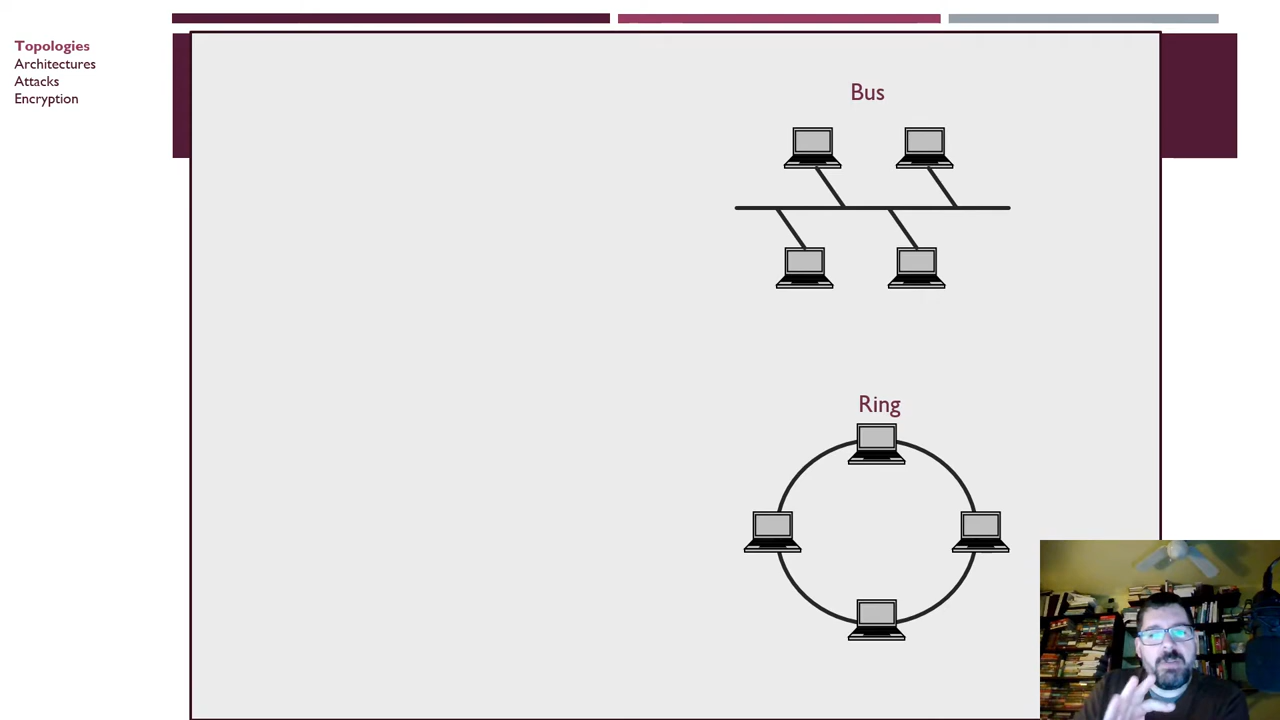 Topologies
Architectures
Attacks
Encryption
Bus
Ring